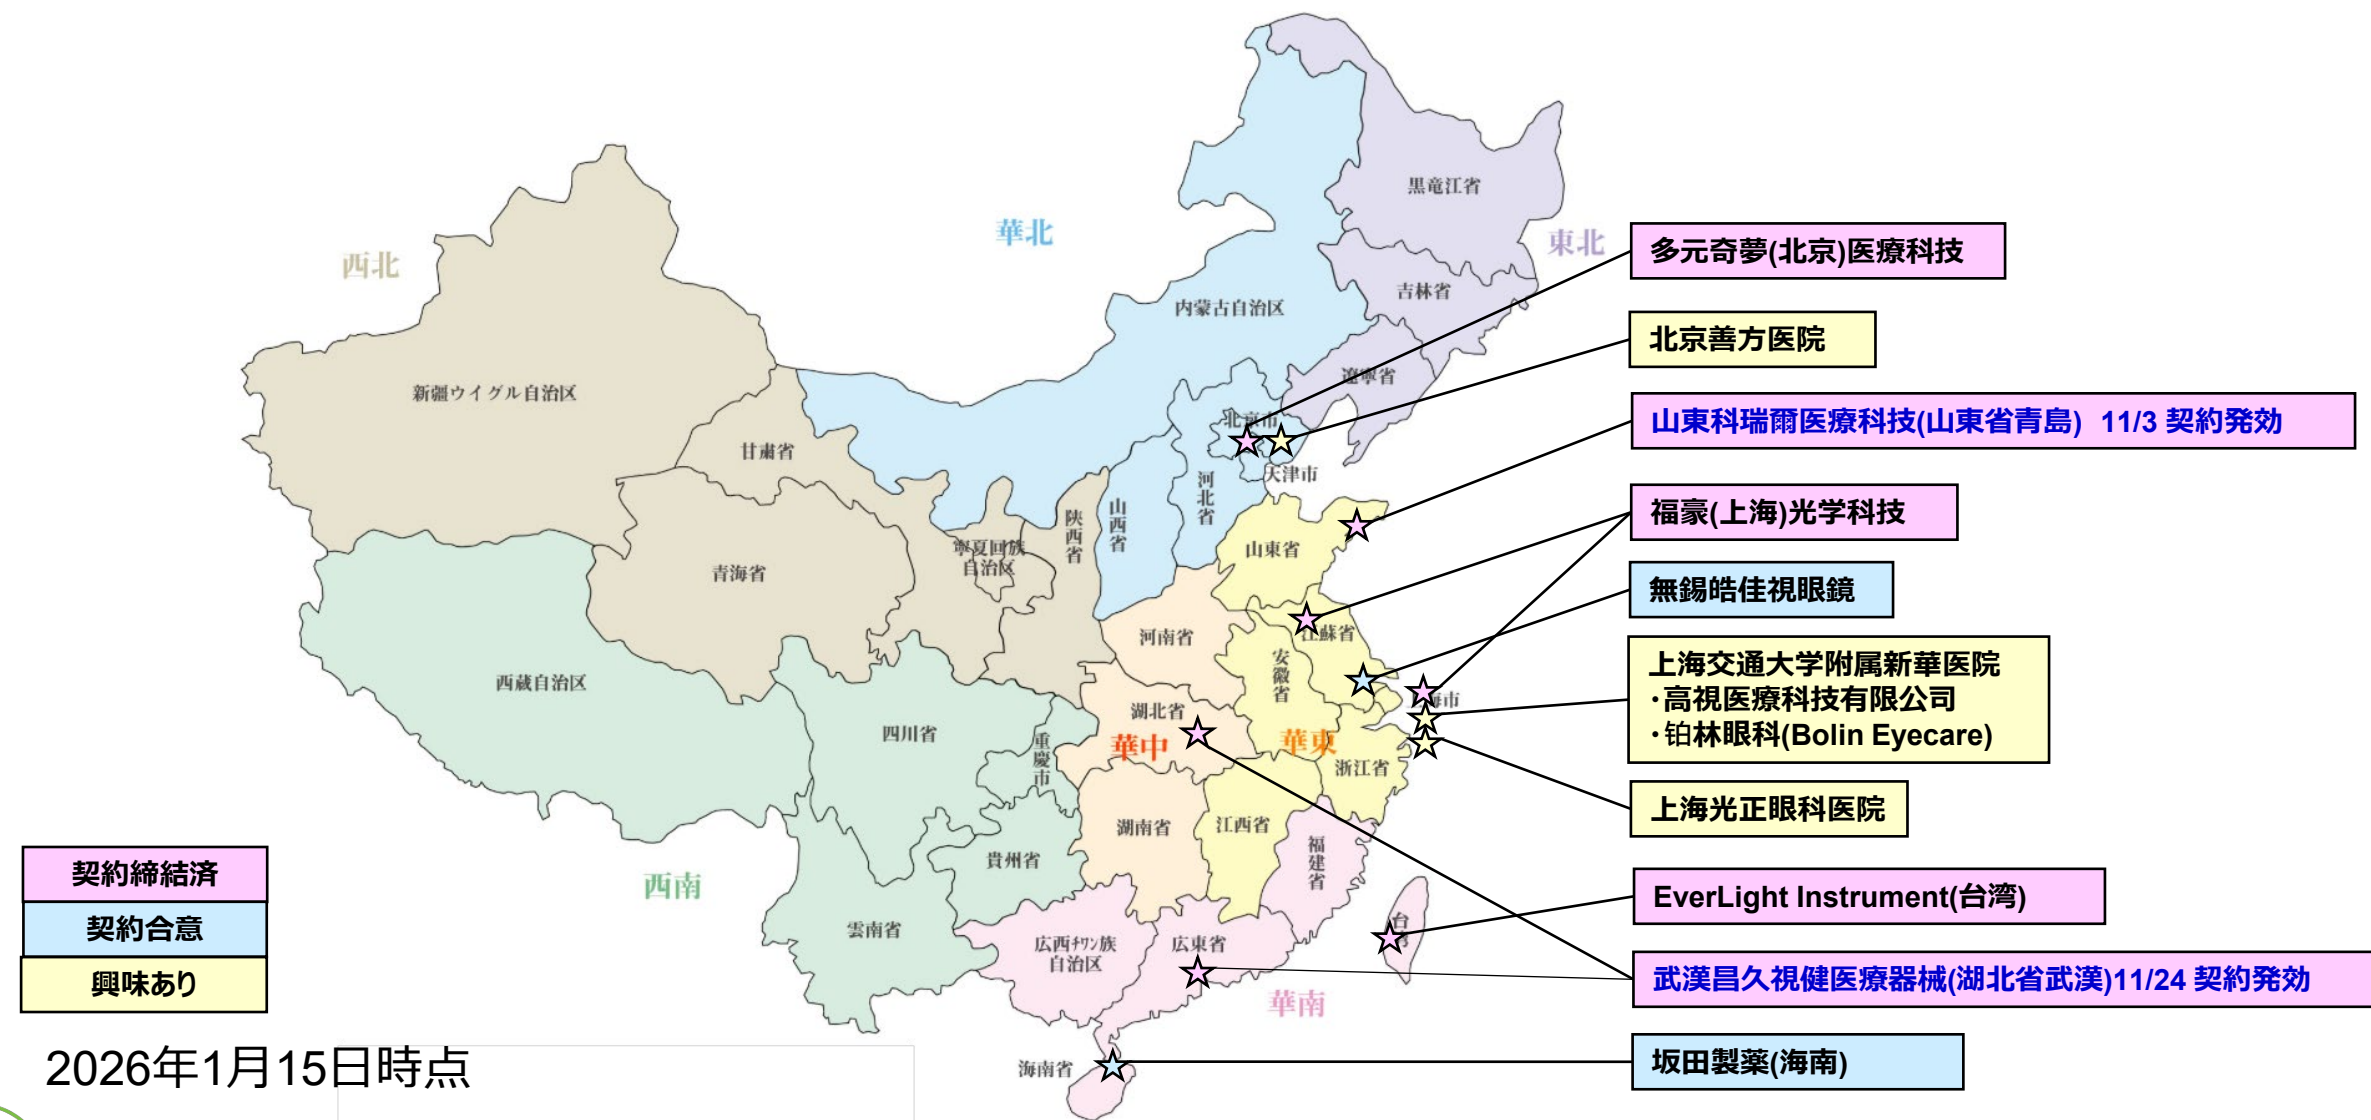 西北
華北
東北
黒竜江省
吉林省
内蒙古自治区
遼寧省
新疆ウイグル自治区
甘粛省
北京市
天津市
河北省
山西省
陝西省
寧夏回族
自治区
青海省
山東省
河南省
江蘇省
安徽省
西蔵自治区
湖北省
四川省
重慶市
華中
華東
海市
浙江省
湖南省
江西省
福建省
貴州省
西南
雲南省
広西ﾁﾜﾝ族
自治区
広東省
華南
台
海南省
多元奇夢(北京)医療科技
北京善方医院
山東科瑞爾医療科技(山東省青島) 11/3 契約発効
福豪(上海)光学科技
無錫皓佳視眼鏡
上海交通大学附属新華医院
・高視医療科技有限公司
・铂林眼科(Bolin Eyecare)
上海光正眼科医院
EverLight Instrument(台湾)
武漢昌久視健医療器械(湖北省武漢)11/24 契約発効
坂田製薬(海南)
契約締結済
契約合意
興味あり
2026年1月15日時点